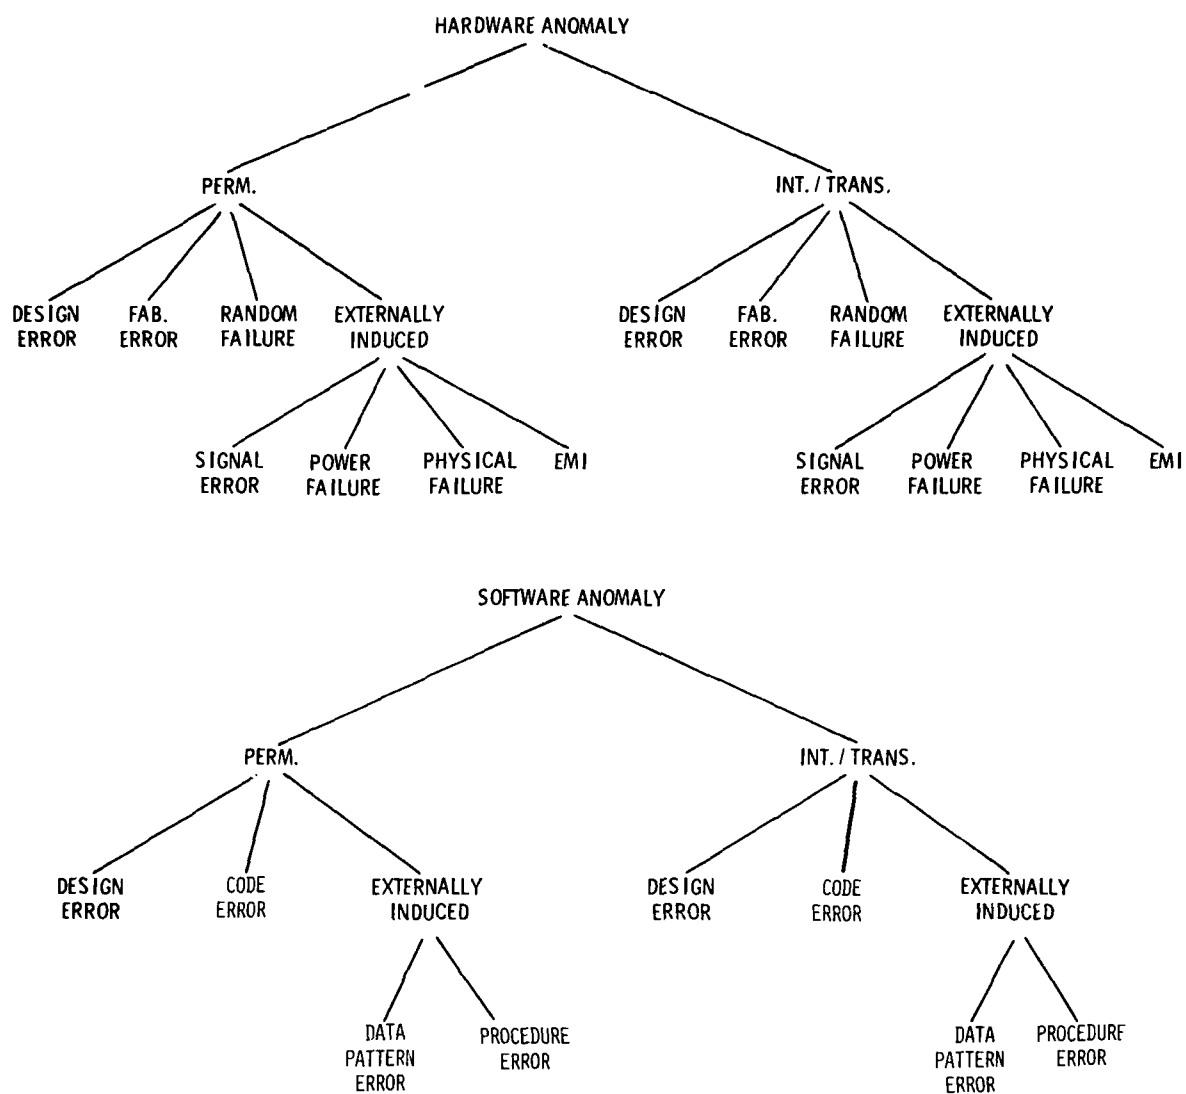 HARDWARE ANOMALY
PERM.
INT. / TRANS.
DESIGN
ERROR
FAB.
ERROR
RANDOM
FAILURE
EXTERNALLY
INDUCED
DESIGN
ERROR
FAB.
ERROR
RANDOM
FAILURE
EXTERNALLY
INDUCED
SIGNAL
ERROR
POWER
FAILURE
PHYSICAL
FAILURE
EMI
SIGNAL
ERROR
POWER
FAILURE
PHYSICAL
FAILURE
EMI
SOFTWARE ANOMALY
PERM.
INT. / TRANS.
DESIGN
ERROR
CODE
ERROR
EXTERNALLY
INDUCED
DESIGN
ERROR
CODE
ERROR
EXTERNALLY
INDUCED
DATA
PATTERN
ERROR
PROCEDURE
ERROR
DATA
PATTERN
ERROR
PROCEDURE
ERROR